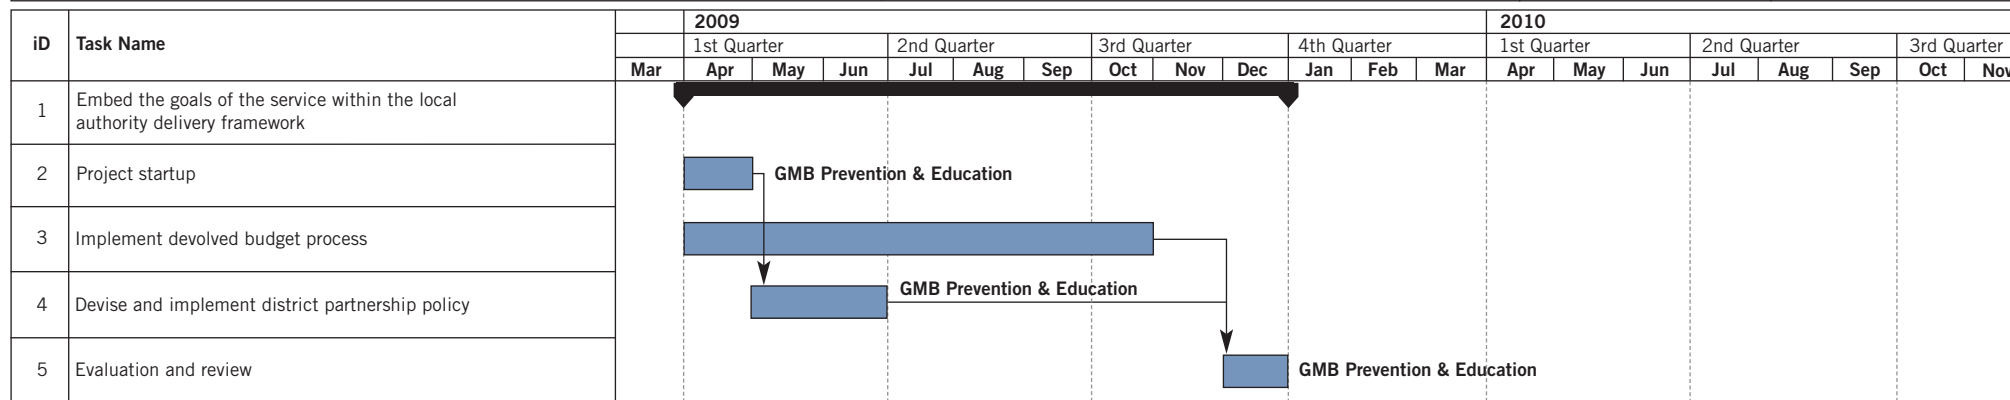 2009 2010
iD Task Name 1st Quarter 2nd Quarter 3rd Quarter 4th Quarter 1st Quarter 2nd Quarter 3rd Quarter
Mar Apr May Jun Jul Aug Sep Oct Nov Dec Jan Feb Mar Apr May Jun Jul Aug Sep Oct Nov
1 Embed the goals of the service within the local
authority delivery framework
2 Project startup GMB Prevention & Education
3 Implement devolved budget process
4 Devise and implement district partnership policy GMB Prevention & Education
5 Evaluation and review GMB Prevention & Education